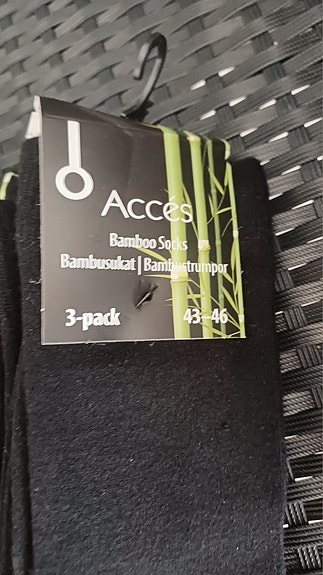 Accés
Bamboo Socks
Bambusukat | Bambustrumpor
3-pack 43-46